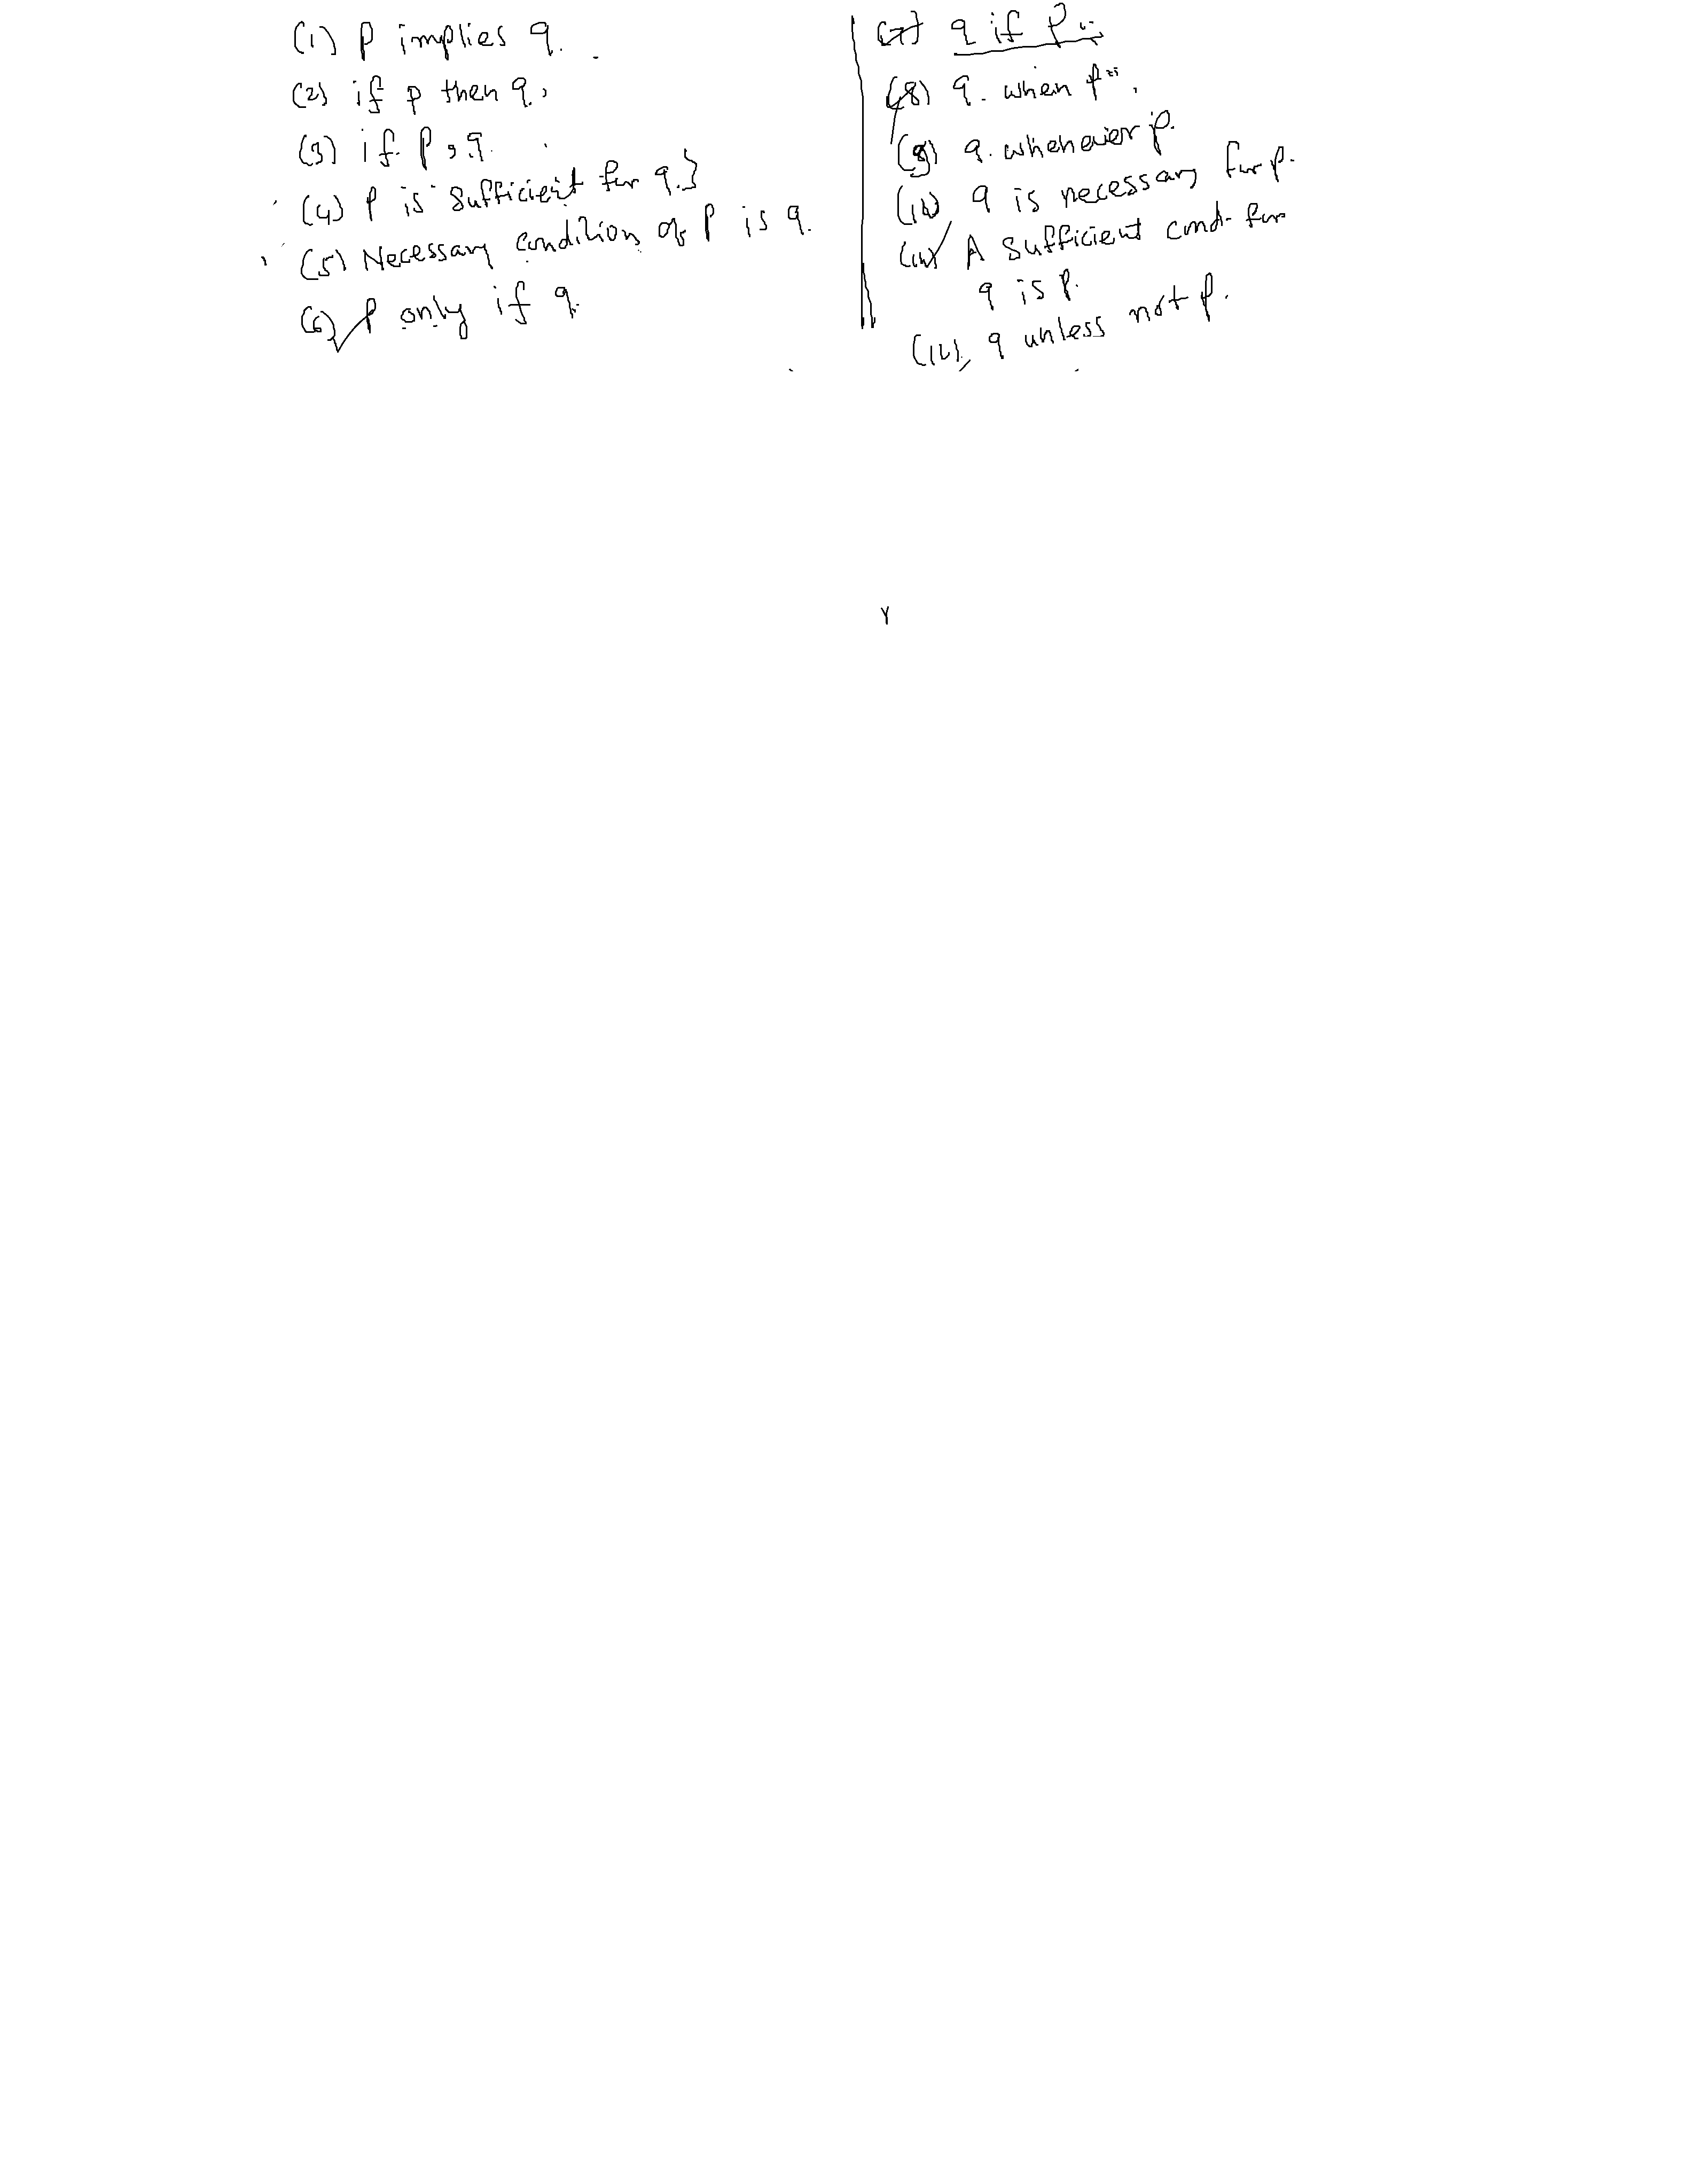 (1) p implies q.
(2) if p then q.
(3) if p, q.
(4) p is sufficient for q.
(5) Necessary condition of p is q.
(6) p only if q.
(7) q if p
(8) q. when p
(9) q. whenever p.
(10) q is necessary for p.
(11) A sufficient cond. for
q is p.
(12), q unless not p.